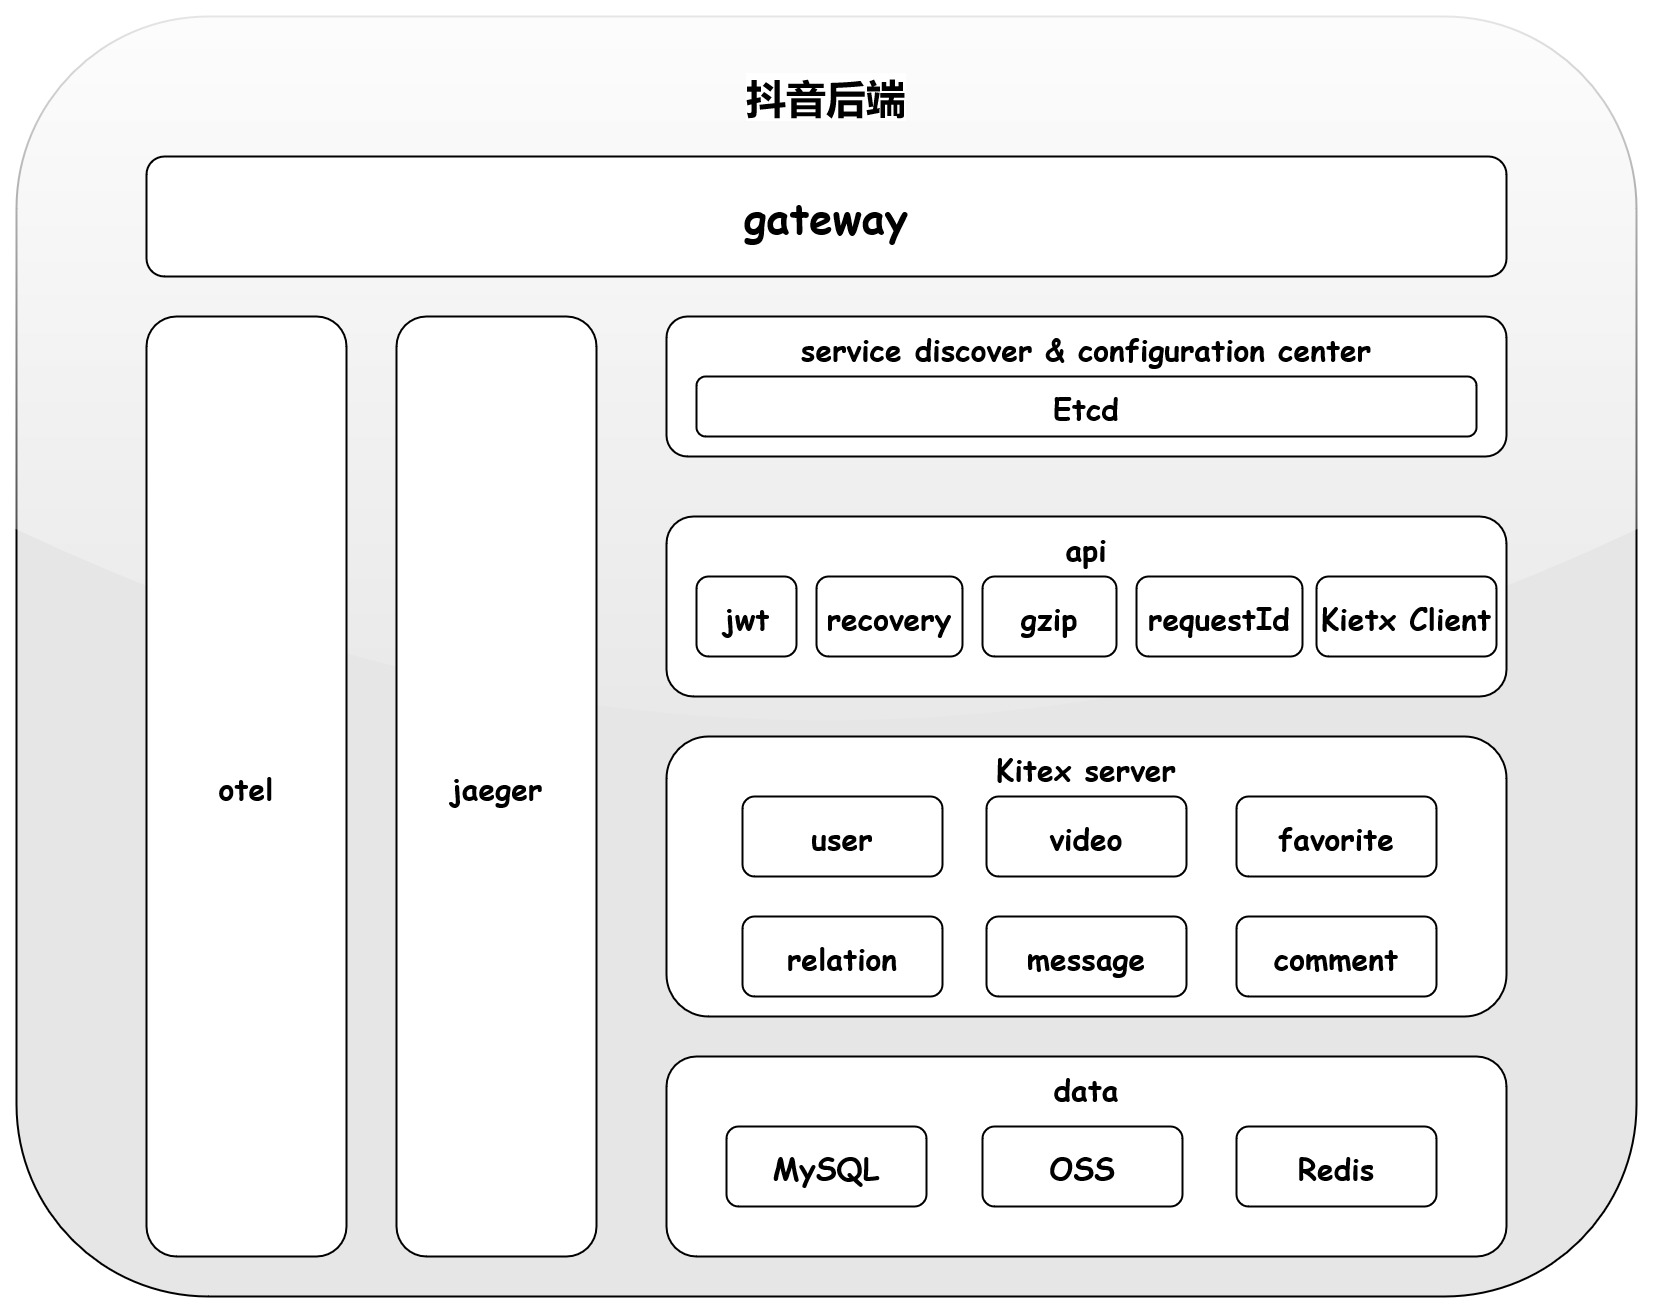 抖音后端
gateway
otel
jaeger
service discover & configuration center
Etcd
api
jwt
recovery
gzip
requestId
Kietx Client
Kitex server
user
video
favorite
relation
message
comment
data
MySQL
OSS
Redis